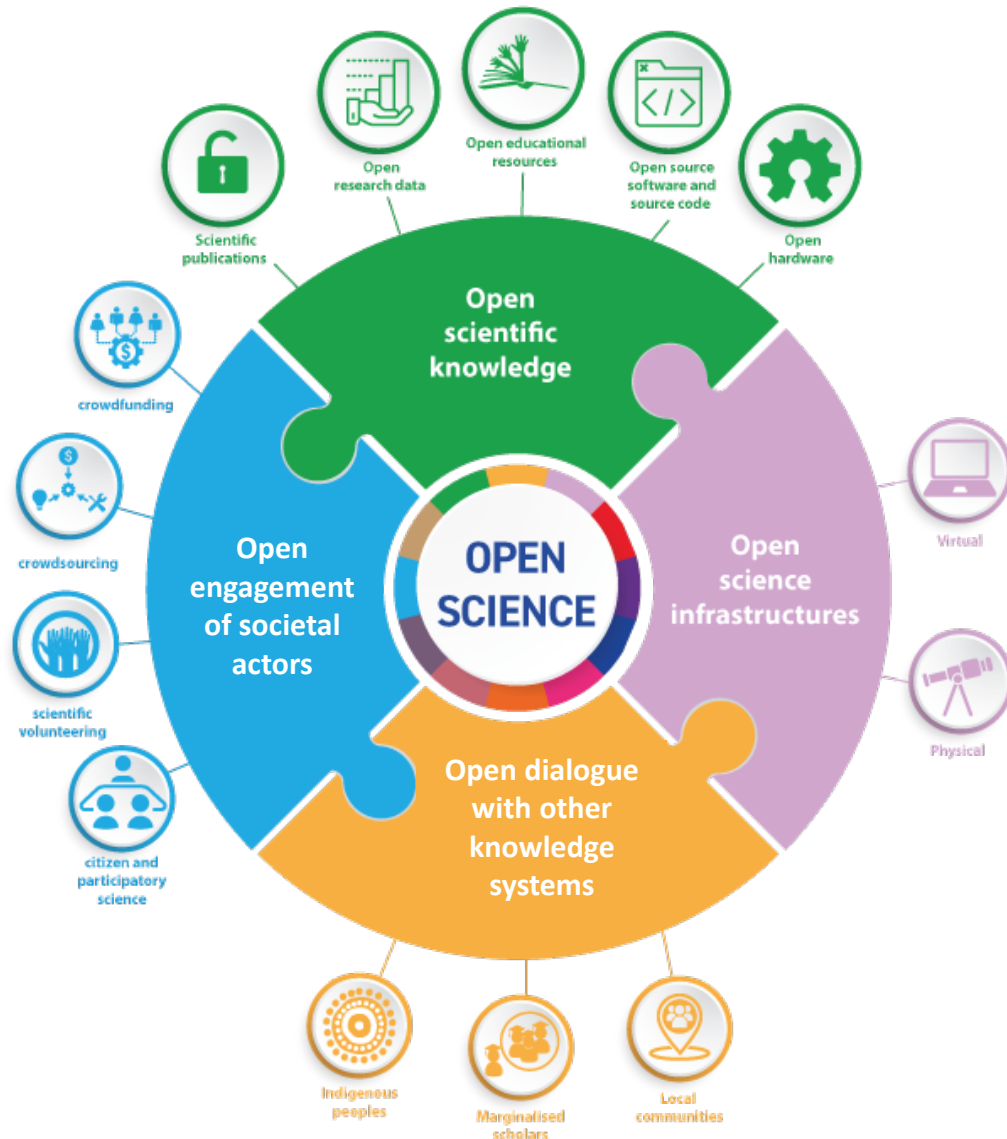 Open educational
resources
Open
research data
Open source
software and
source code
Scientific
publications
Open
hardware
</>
Open
scientific
knowledge
$
crowdfunding
$
crowdsourcing
scientific
volunteering
citizen and
participatory
science
Open
engagement
of societal
actors
OPEN
SCIENCE
Open
science
infrastructures
Virtual
Physical
Open dialogue
with other
knowledge
systems
Indigenous
peoples
Marginalised
scholars
Local
communities